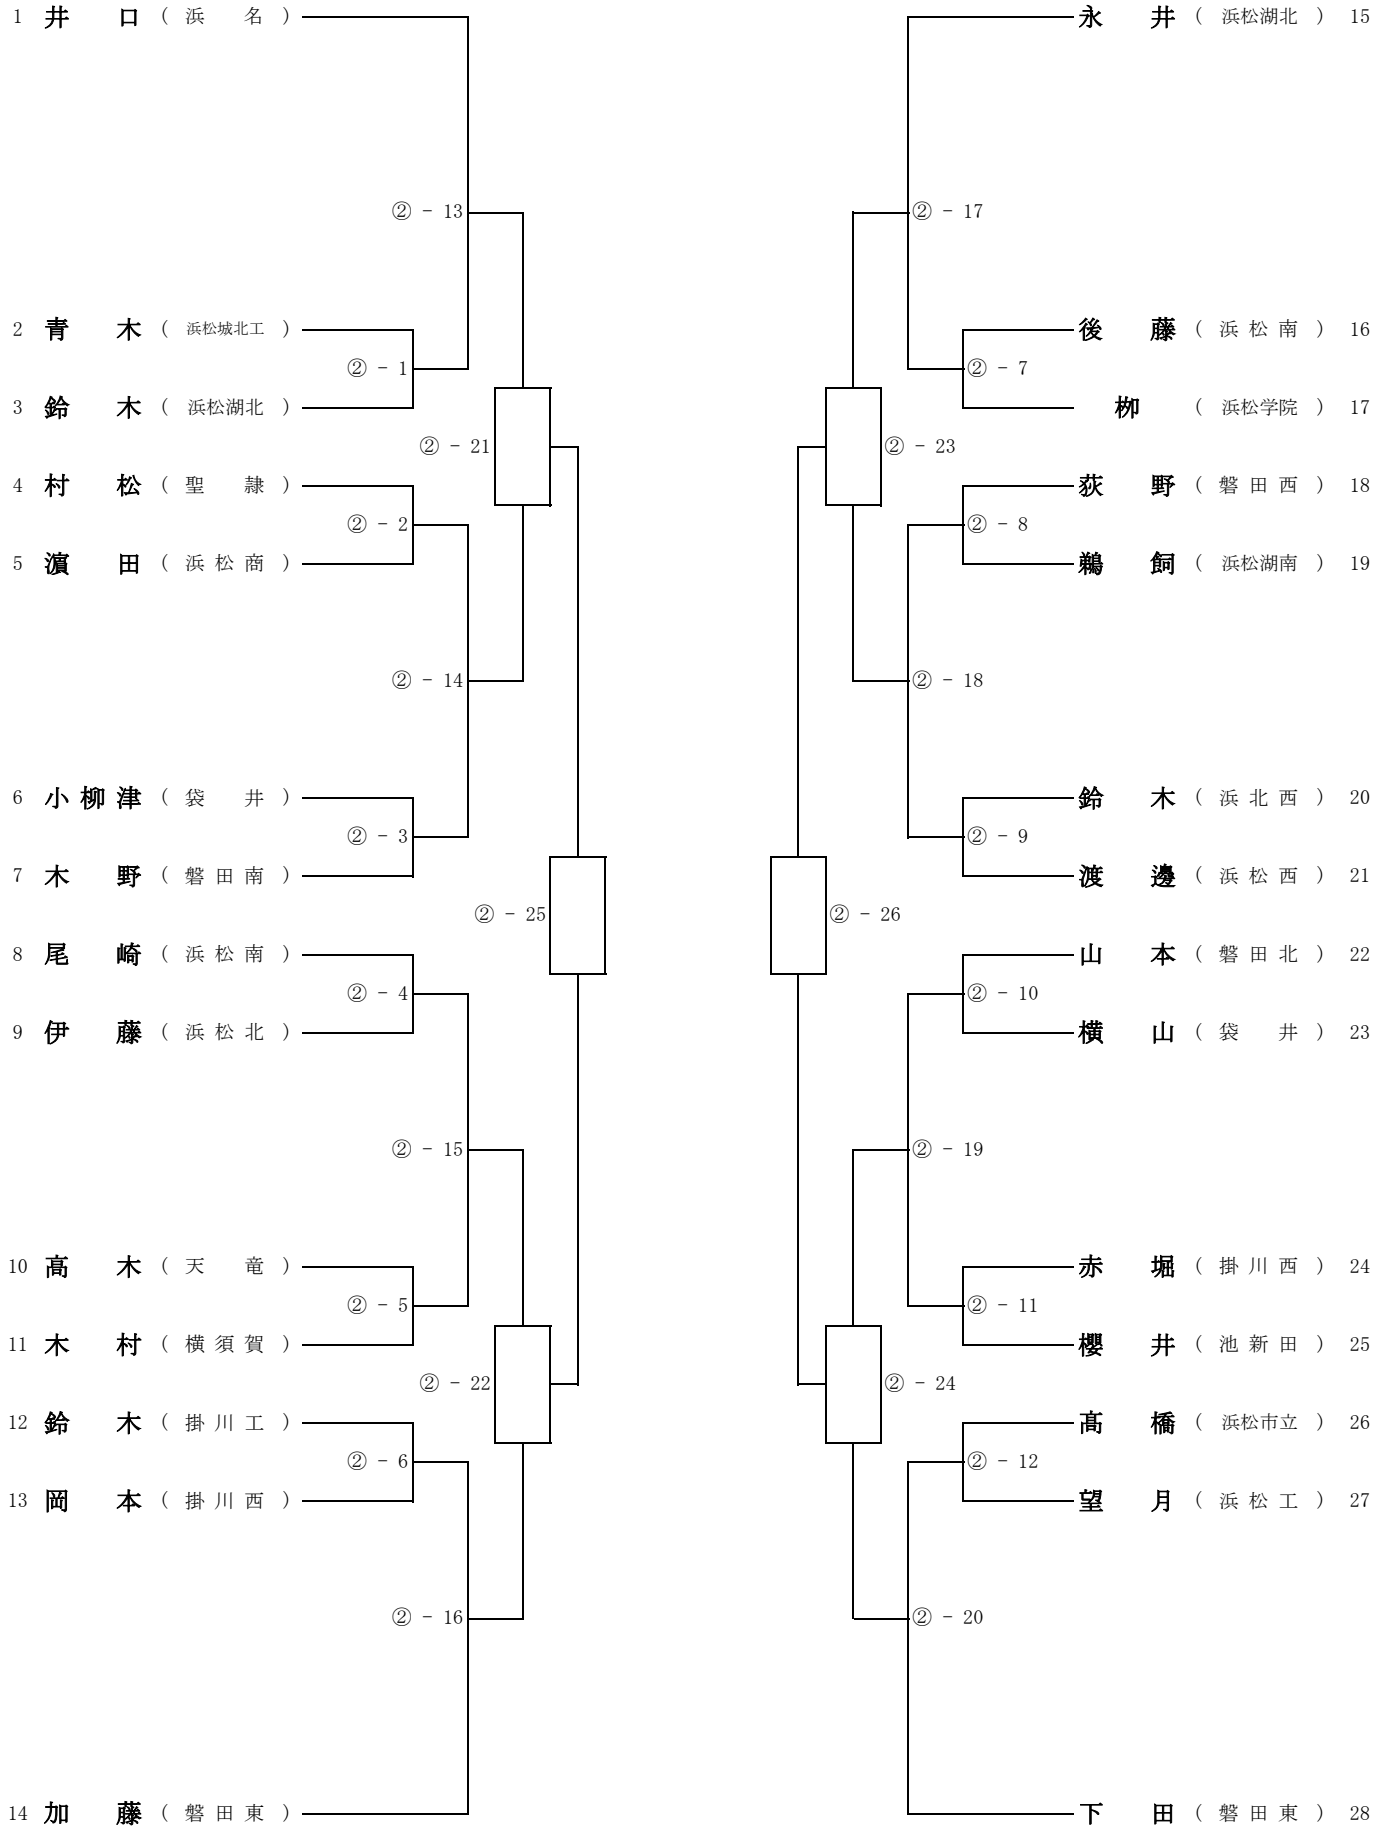 1 井口 （浜名） 永井 （浜松湖北） 15
② - 13 ② - 17
2 青木 （浜松城北工） 後藤 （浜松南） 16
② - 1 ② - 7
3 鈴木 （浜松湖北） 栁 （浜松学院） 17
② - 21 ② - 23
4 村松 （聖隷） 荻野 （磐田西） 18
② - 2 ② - 8
5 濵田 （浜松商） 鵜飼 （浜松湖南） 19
② - 14 ② - 18
6 小栁津 （袋井） 鈴木 （浜北西） 20
② - 3 ② - 9
7 木野 （磐田南） 渡邊 （浜松西） 21
② - 25 ② - 26
8 尾崎 （浜松南） 山本 （磐田北） 22
② - 4 ② - 10
9 伊藤 （浜松北） 横山 （袋井） 23
② - 15 ② - 19
10 髙木 （天竜） 赤堀 （掛川西） 24
② - 5 ② - 11
11 木村 （横須賀） 櫻井 （池新田） 25
② - 22 ② - 24
12 鈴木 （掛川工） 髙橋 （浜松市立） 26
② - 6 ② - 12
13 岡本 （掛川西） 望月 （浜松工） 27
② - 16 ② - 20
14 加藤 （磐田東） 下田 （磐田東） 28